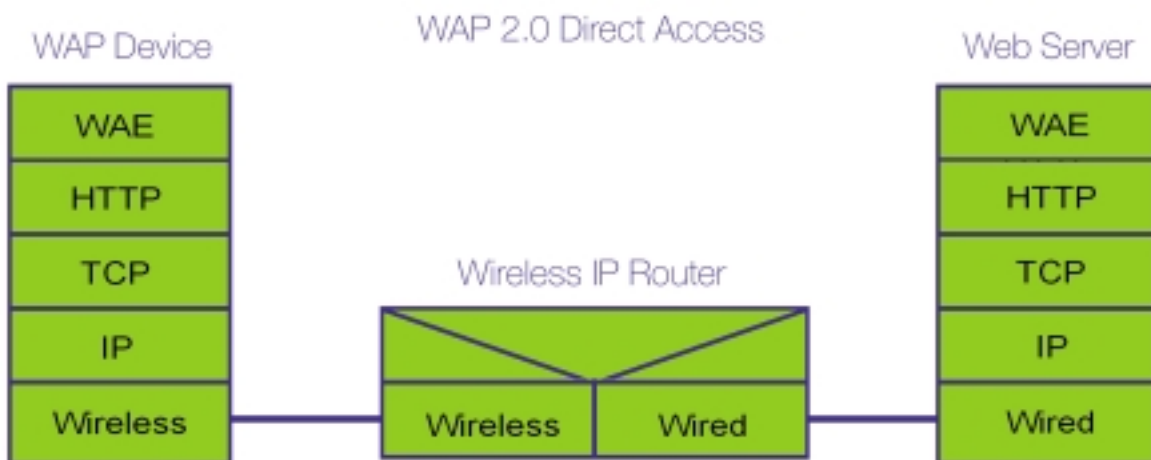 WAP 2.0 Direct Access
WAP Device
WAE
HTTP
TCP
IP
Wireless
Wireless IP Router
Wireless
Wired
Web Server
WAE
HTTP
TCP
IP
Wired